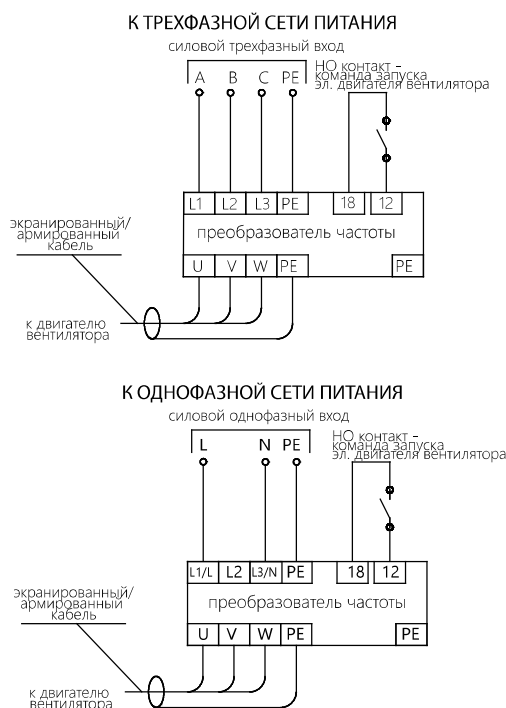 К ТРЕХФАЗНОЙ СЕТИ ПИТАНИЯ
силовой трехфазный вход
А В С РЕ
НО контакт -
команда запуска
эл. двигателя вентилятора
L1 L2 L3 PE 18 12
преобразователь частоты
экранированный/
армированный
кабель
U V W PE PE
к двигателю
вентилятора
К ОДНОФАЗНОЙ СЕТИ ПИТАНИЯ
силовой однофазный вход
L N PE
НО контакт -
команда запуска
эл. двигателя вентилятора
L1/L L2 L3/N PE 18 12
преобразователь частоты
экранированный/
армированный
кабель
U V W PE PE
к двигателю
вентилятора